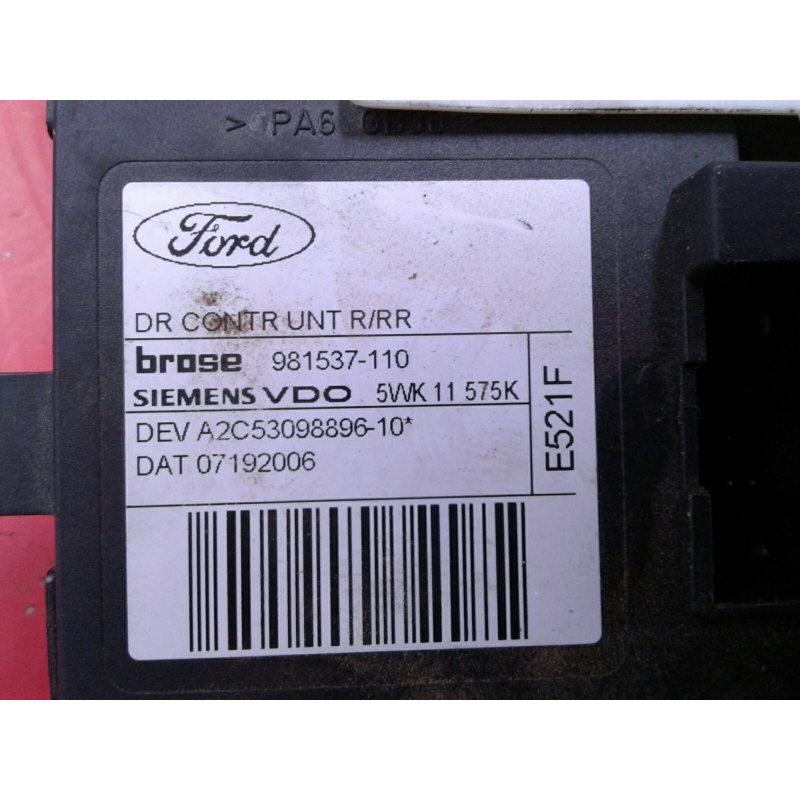 > PA6 GB30 <
Ford
DR CONTR UNT R/RR
brose 981537-110
SIEMENS VDO 5WK 11 575K
DEV A2C53098896-10*
DAT 07192006
E521F